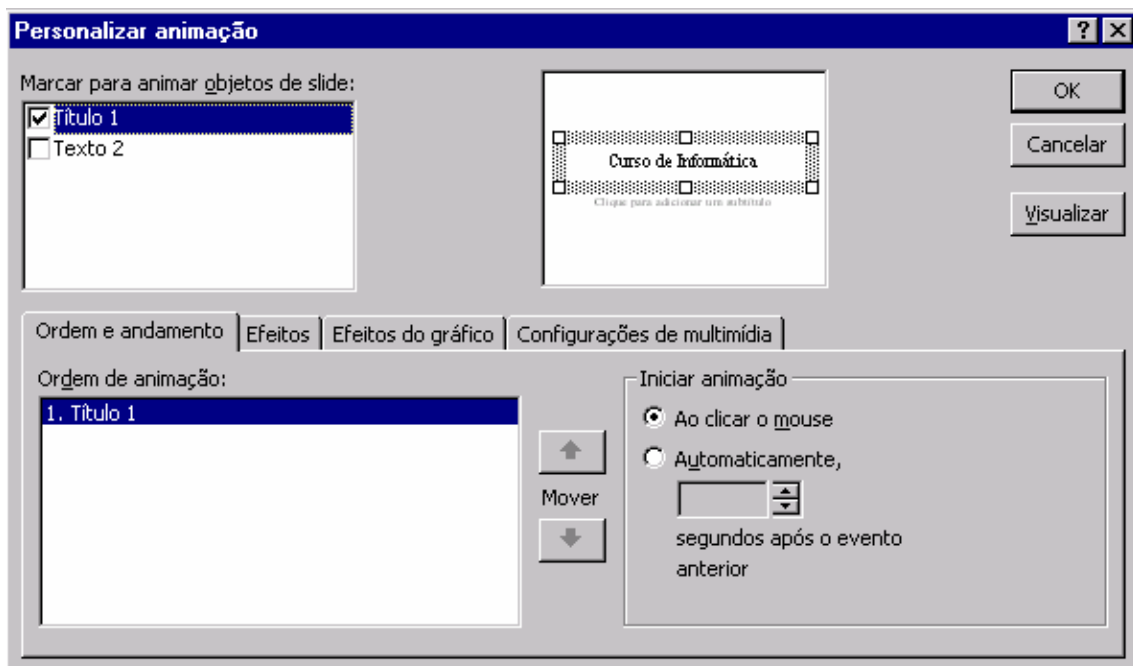 Personalizar animação
Marcar para animar objetos de slide:
Título 1
Texto 2
Curso de Informática
Clique para adicionar um subtítulo
OK
Cancelar
Visualizar
Ordem e andamento
Efeitos
Efeitos do gráfico
Configurações de multimídia
Ordem de animação:
1. Título 1
Mover
Iniciar animação
Ao clicar o mouse
Automaticamente,
segundos após o evento
anterior